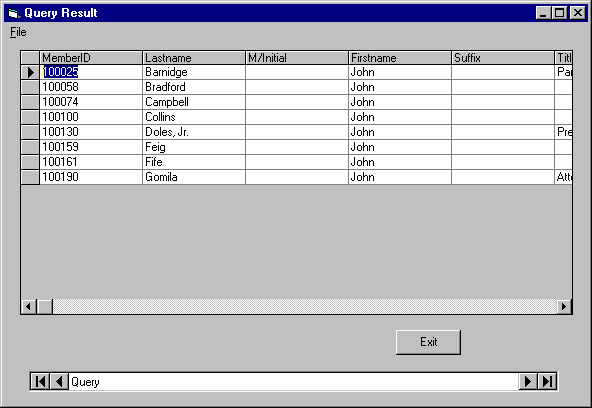 Query Result
File
MemberID Lastname M/Initial Firstname Suffix Titl
100025 Barnidge John Par
100058 Bradford John
100074 Campbell John
100100 Collins John
100130 Doles, Jr. John Pre
100159 Feig John
100161 Fife John
100190 Gomila John Atto
Exit
Query